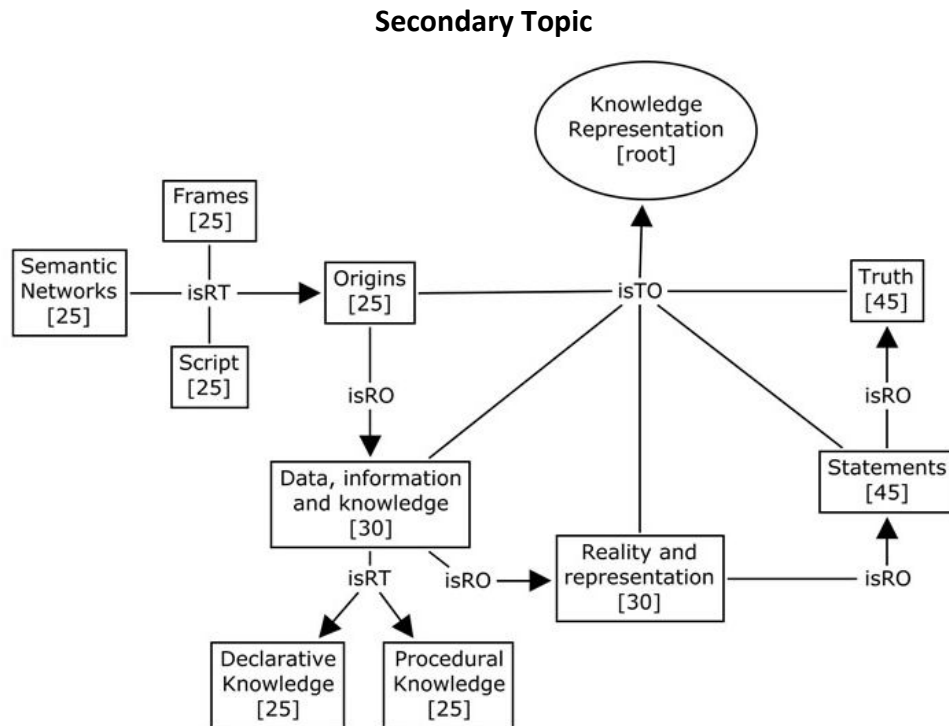 Secondary Topic
Knowledge
Representation
[root]
Frames
[25]
Semantic
Networks
[25]
isRT
Origins
[25]
isTO
Truth
[45]
Script
[25]
isRO
isRO
Data, information
and knowledge
[30]
Statements
[45]
isRT
isRO
Reality and
representation
[30]
isRO
Declarative
Knowledge
[25]
Procedural
Knowledge
[25]